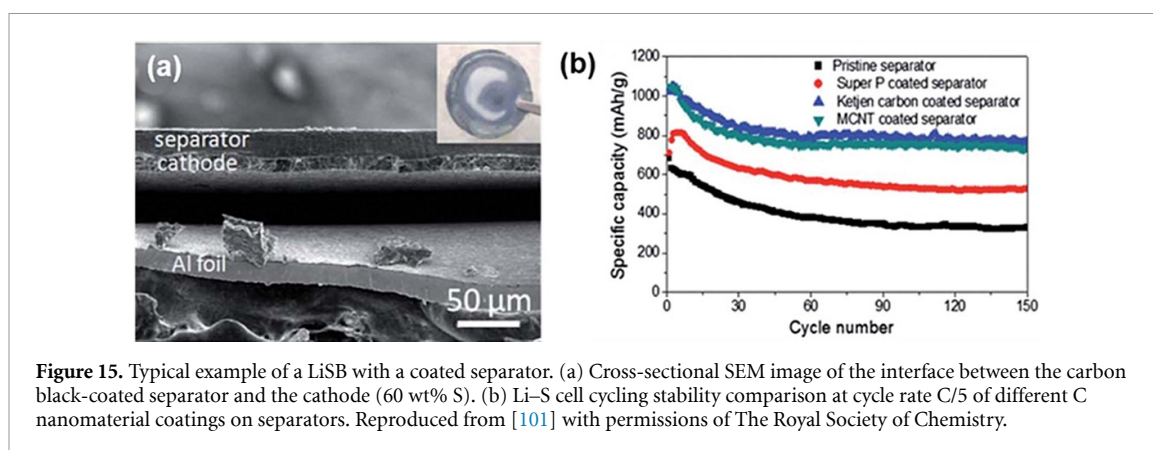 (a)
separator
cathode
Al foil
50 µm
(b)
1200
1000
800
600
400
200
0
Specific capacity (mAh/g)
Pristine separator
Super P coated separator
Ketjen carbon coated separator
MCNT coated separator
0 30 60 90 120 150
Cycle number
Figure 15. Typical example of a LiSB with a coated separator. (a) Cross-sectional SEM image of the interface between the carbon
black-coated separator and the cathode (60 wt% S). (b) Li–S cell cycling stability comparison at cycle rate C/5 of different C
nanomaterial coatings on separators. Reproduced from [101] with permissions of The Royal Society of Chemistry.